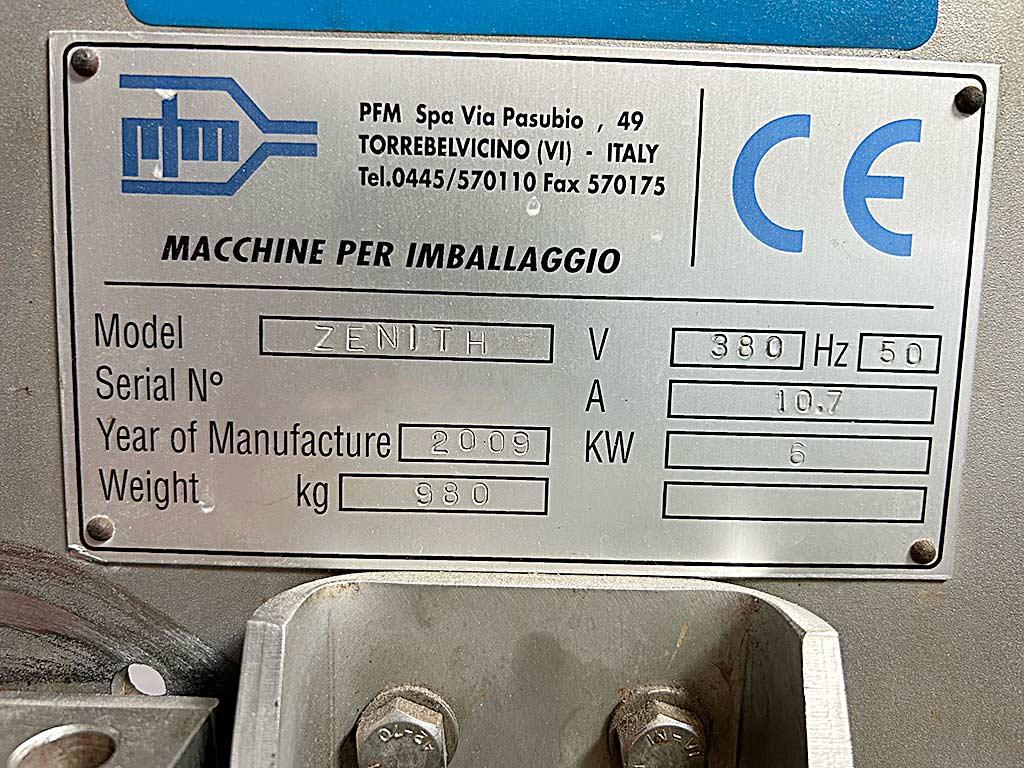 pfm
PFM Spa Via Pasubio , 49
TORREBELVICINO (VI) - ITALY
Tel.0445/570110 Fax 570175
CE
MACCHINE PER IMBALLAGGIO
Model ZENITH V 380 Hz 50
Serial N° A 10.7
Year of Manufacture 2009 KW 6
Weight kg 980